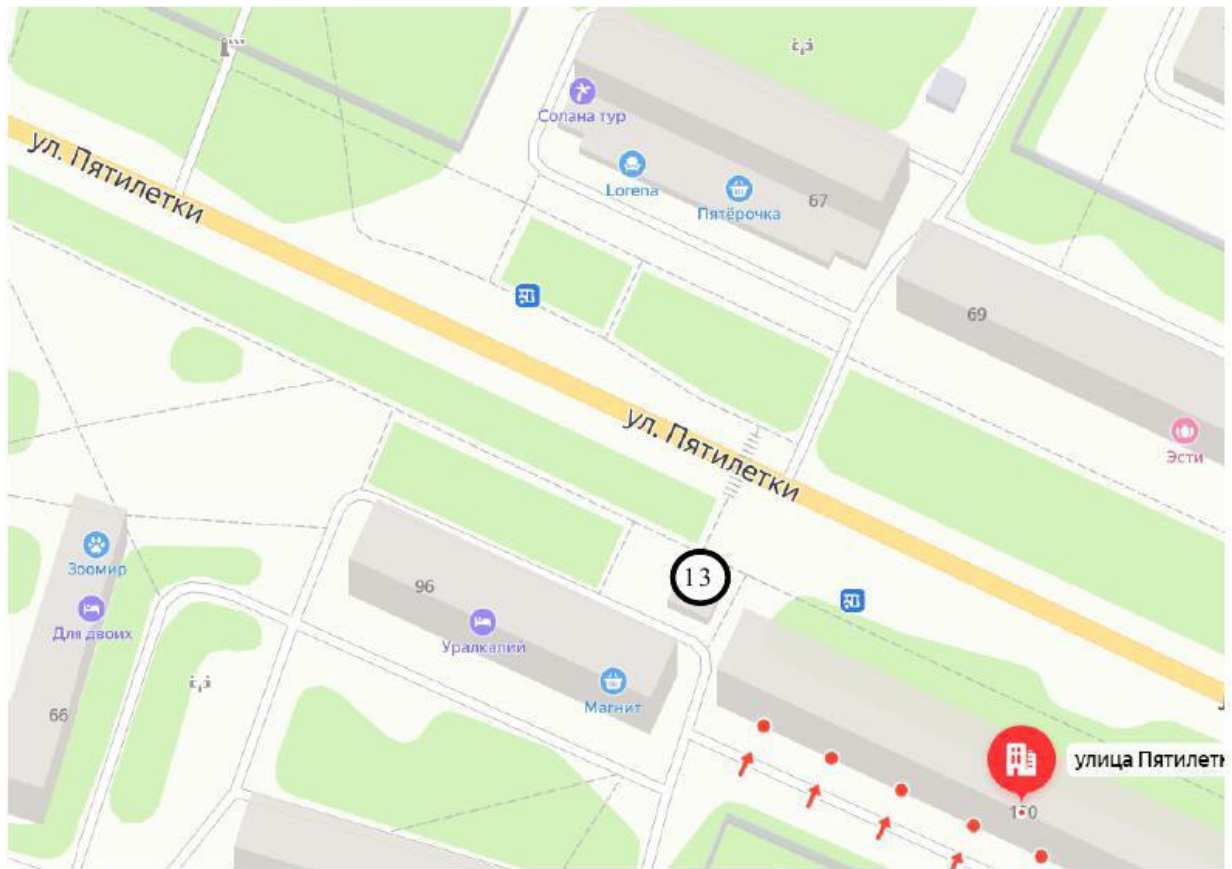 ул. Пятилетки
Солана тур
Lorena
Пятёрочка
67
69
ул. Пятилетки
Эсти
Зоомир
Для двоих
66
96
Уралкалий
Магнит
13
улица Пятилетк